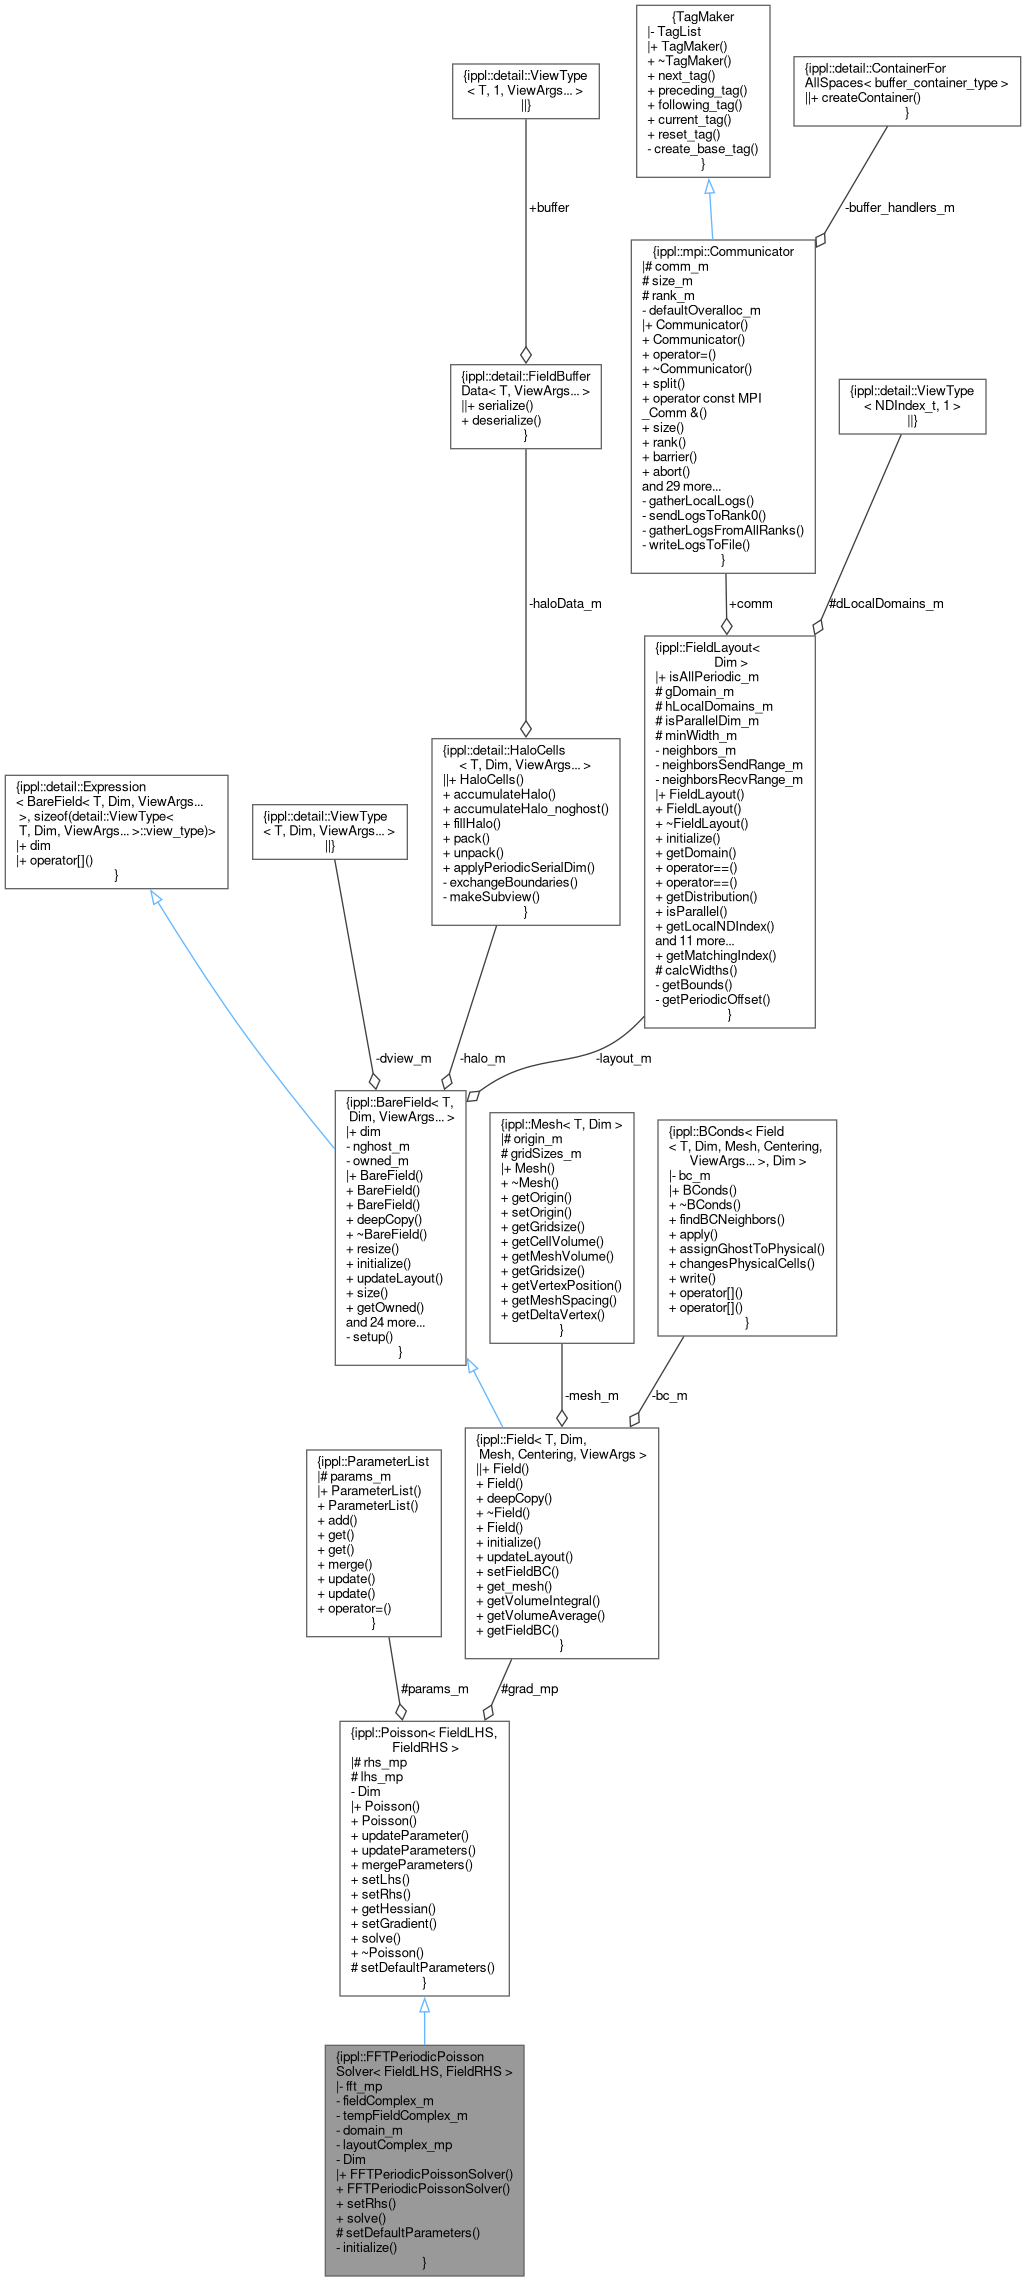 {TagMaker
|- TagList
|+ TagMaker()
+ ~TagMaker()
+ next_tag()
+ preceding_tag()
+ following_tag()
+ current_tag()
+ reset_tag()
- create_base_tag()
}
{ippl::detail::ContainerFor
AllSpaces< buffer_container_type >
||+ createContainer()
}
{ippl::detail::ViewType
< T, 1, ViewArgs... >
||}
+buffer
-buffer_handlers_m
{ippl::mpi::Communicator
|# comm_m
# size_m
# rank_m
- defaultOveralloc_m
|+ Communicator()
+ Communicator()
+ operator=()
+ ~Communicator()
+ split()
+ operator const MPI
_Comm &()
+ size()
+ rank()
+ barrier()
+ abort()
and 29 more...
- gatherLocalLogs()
- sendLogsToRank0()
- gatherLogsFromAllRanks()
- writeLogsToFile()
}
{ippl::detail::FieldBuffer
Data< T, ViewArgs... >
||+ serialize()
+ deserialize()
}
{ippl::detail::ViewType
< NDIndex_t, 1 >
||}
-haloData_m
+comm
#dLocalDomains_m
{ippl::FieldLayout<
Dim >
|+ isAllPeriodic_m
# gDomain_m
# hLocalDomains_m
# isParallelDim_m
# minWidth_m
- neighbors_m
- neighborsSendRange_m
- neighborsRecvRange_m
|+ FieldLayout()
+ FieldLayout()
+ ~FieldLayout()
+ initialize()
+ getDomain()
+ operator==()
+ operator==()
+ getDistribution()
+ isParallel()
+ getLocalNDIndex()
and 11 more...
+ getMatchingIndex()
# calcWidths()
- getBounds()
- getPeriodicOffset()
}
{ippl::detail::HaloCells
< T, Dim, ViewArgs... >
||+ HaloCells()
+ accumulateHalo()
+ accumulateHalo_noghost()
+ fillHalo()
+ pack()
+ unpack()
+ applyPeriodicSerialDim()
- exchangeBoundaries()
- makeSubview()
}
{ippl::detail::Expression
< BareField< T, Dim, ViewArgs...
>, sizeof(detail::ViewType<
T, Dim, ViewArgs... >::view_type)>
|+ dim
|+ operator[]()
}
{ippl::detail::ViewType
< T, Dim, ViewArgs... >
||}
-dview_m
-halo_m
-layout_m
{ippl::BareField< T,
Dim, ViewArgs... >
|+ dim
- nghost_m
- owned_m
|+ BareField()
+ BareField()
+ BareField()
+ deepCopy()
+ ~BareField()
+ resize()
+ initialize()
+ updateLayout()
+ size()
+ getOwned()
and 24 more...
- setup()
}
{ippl::Mesh< T, Dim >
|# origin_m
# gridSizes_m
|+ Mesh()
+ ~Mesh()
+ getOrigin()
+ setOrigin()
+ getGridsize()
+ getCellVolume()
+ getMeshVolume()
+ getGridsize()
+ getVertexPosition()
+ getMeshSpacing()
+ getDeltaVertex()
}
{ippl::BConds< Field
< T, Dim, Mesh, Centering,
ViewArgs... >, Dim >
|- bc_m
|+ BConds()
+ ~BConds()
+ findBCNeighbors()
+ apply()
+ assignGhostToPhysical()
+ changesPhysicalCells()
+ write()
+ operator[]()
+ operator[]()
}
-mesh_m
-bc_m
{ippl::Field< T, Dim,
Mesh, Centering, ViewArgs >
||+ Field()
+ Field()
+ deepCopy()
+ ~Field()
+ Field()
+ initialize()
+ updateLayout()
+ setFieldBC()
+ get_mesh()
+ getVolumeIntegral()
+ getVolumeAverage()
+ getFieldBC()
}
{ippl::ParameterList
|# params_m
|+ ParameterList()
+ ParameterList()
+ add()
+ get()
+ get()
+ merge()
+ update()
+ update()
+ operator=()
}
#params_m
#grad_mp
{ippl::Poisson< FieldLHS,
FieldRHS >
|# rhs_mp
# lhs_mp
- Dim
|+ Poisson()
+ Poisson()
+ updateParameter()
+ updateParameters()
+ mergeParameters()
+ setLhs()
+ setRhs()
+ getHessian()
+ setGradient()
+ solve()
+ ~Poisson()
# setDefaultParameters()
}
{ippl::FFTPeriodicPoisson
Solver< FieldLHS, FieldRHS >
|- fft_mp
- fieldComplex_m
- tempFieldComplex_m
- domain_m
- layoutComplex_mp
- Dim
|+ FFTPeriodicPoissonSolver()
+ FFTPeriodicPoissonSolver()
+ setRhs()
+ solve()
# setDefaultParameters()
- initialize()
}